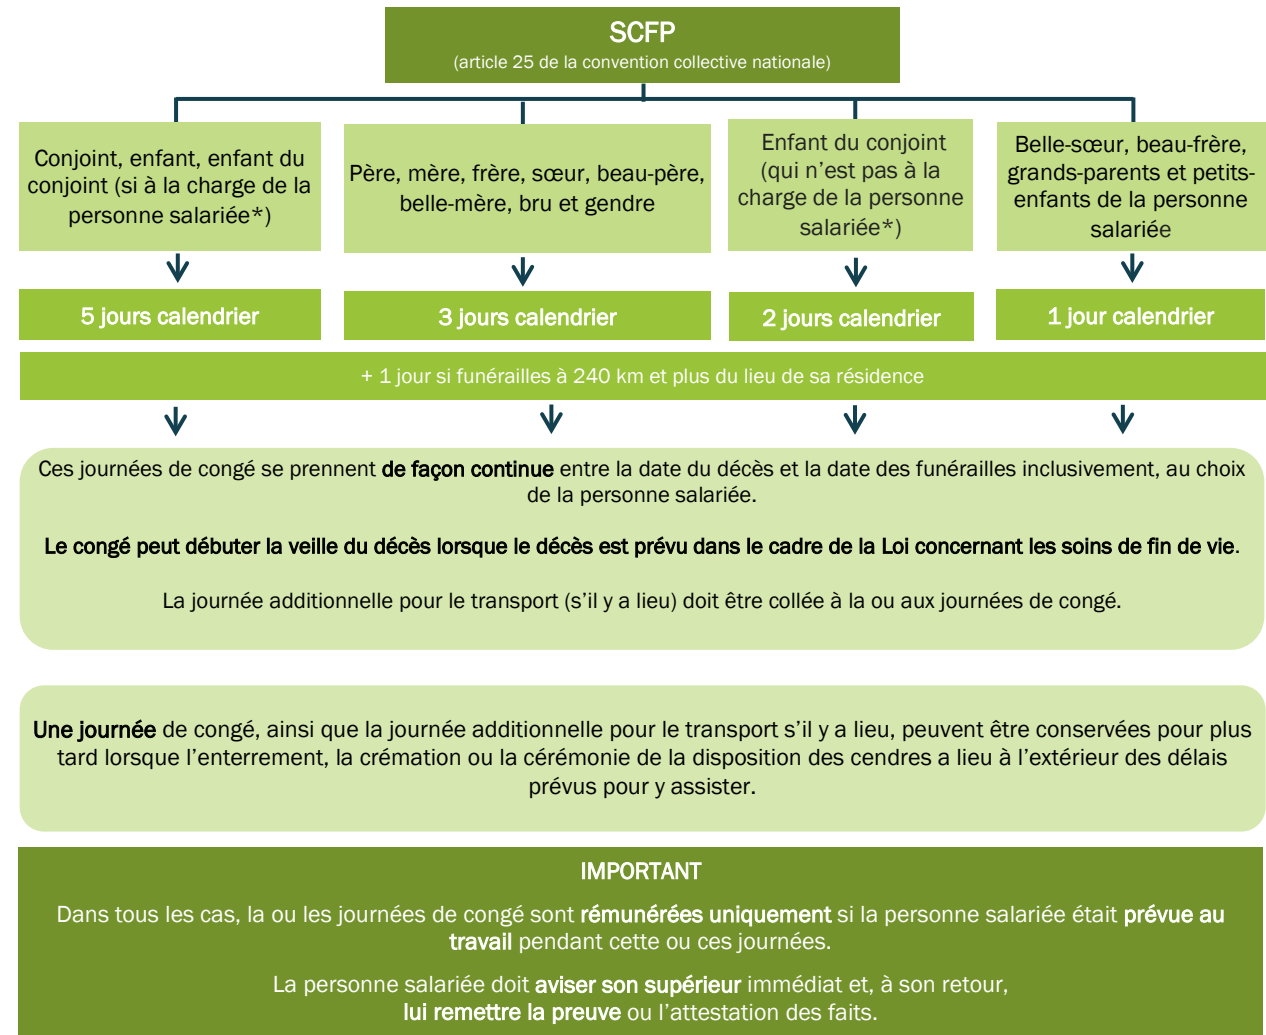 SCFP
(article 25 de la convention collective nationale)
Conjoint, enfant, enfant du
conjoint (si à la charge de la
personne salariée*)
Père, mère, frère, sœur, beau-père,
belle-mère, bru et gendre
Enfant du conjoint
(qui n'est pas à la
charge de la personne
salariée*)
Belle-sœur, beau-frère,
grands-parents et petits-
enfants de la personne
salariée
5 jours calendrier
3 jours calendrier
2 jours calendrier
1 jour calendrier
+ 1 jour si funérailles à 240 km et plus du lieu de sa résidence
Ces journées de congé se prennent de façon continue entre la date du décès et la date des funérailles inclusivement, au choix
de la personne salariée.
Le congé peut débuter la veille du décès lorsque le décès est prévu dans le cadre de la Loi concernant les soins de fin de vie.
La journée additionnelle pour le transport (s'il y a lieu) doit être collée à la ou aux journées de congé.
Une journée de congé, ainsi que la journée additionnelle pour le transport s'il y a lieu, peuvent être conservées pour plus
tard lorsque l'enterrement, la crémation ou la cérémonie de la disposition des cendres a lieu à l'extérieur des délais
prévus pour y assister.
IMPORTANT
Dans tous les cas, la ou les journées de congé sont rémunérées uniquement si la personne salariée était prévue au
travail pendant cette ou ces journées.
La personne salariée doit aviser son supérieur immédiat et, à son retour,
lui remettre la preuve ou l'attestation des faits.